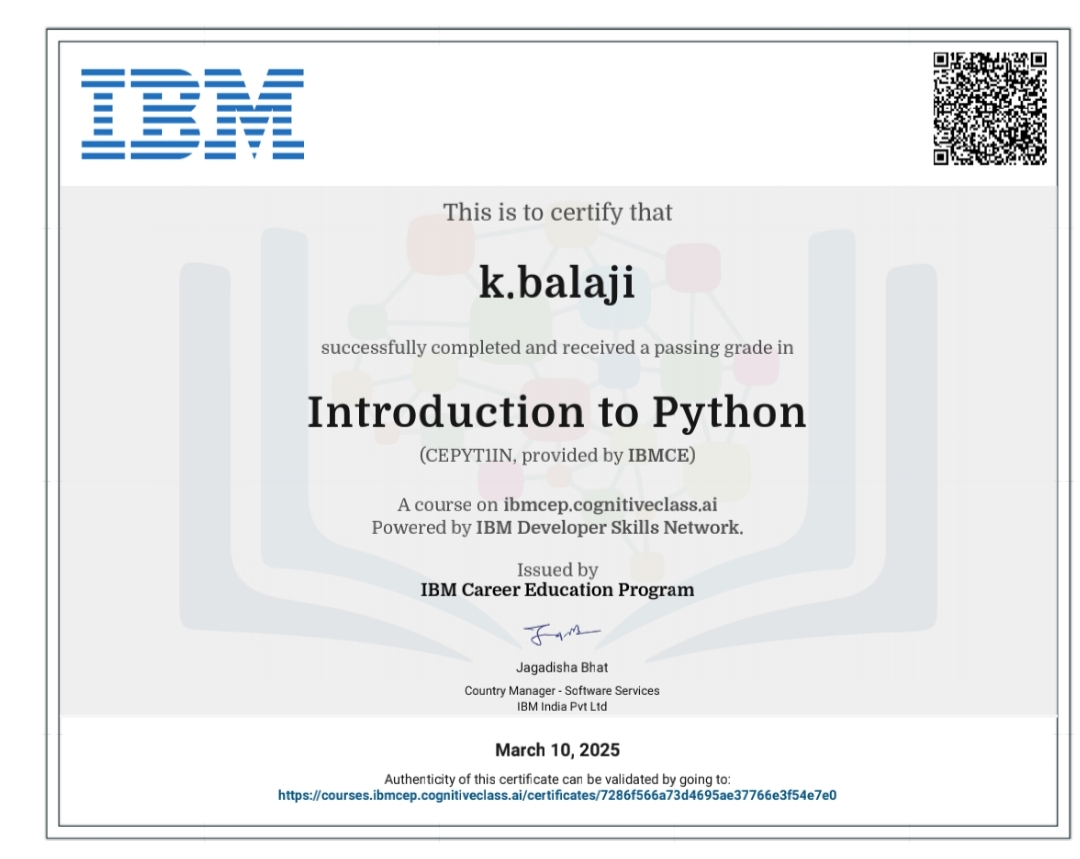 IBM
This is to certify that
k.balaji
successfully completed and received a passing grade in
Introduction to Python
(CEPYT1IN, provided by IBMCE)
A course on ibmcep.cognitiveclass.ai
Powered by IBM Developer Skills Network.
Issued by
IBM Career Education Program
Jagadisha Bhat
Country Manager - Software Services
IBM India Pvt Ltd
March 10, 2025
Authenticity of this certificate can be validated by going to:
https://courses.ibmcep.cognitiveclass.ai/certificates/7286f566a73d4695ae37766e3f54e7e0